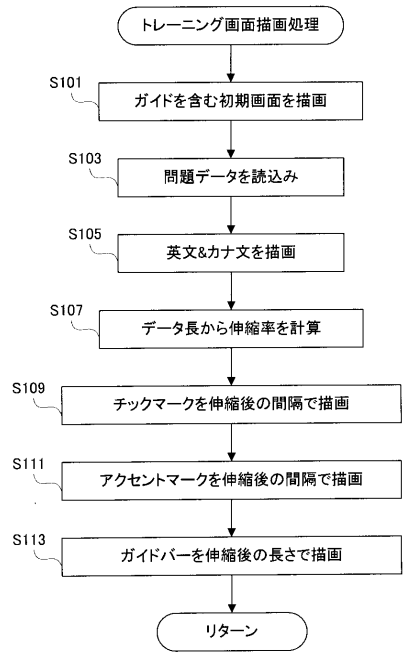 トレーニング画面描画処理
S101
ガイドを含む初期画面を描画
S103
問題データを読込み
S105
英文&カナ文を描画
S107
データ長から伸縮率を計算
S109
チックマークを伸縮後の間隔で描画
S111
アクセントマークを伸縮後の間隔で描画
S113
ガイドバーを伸縮後の長さで描画
リターン